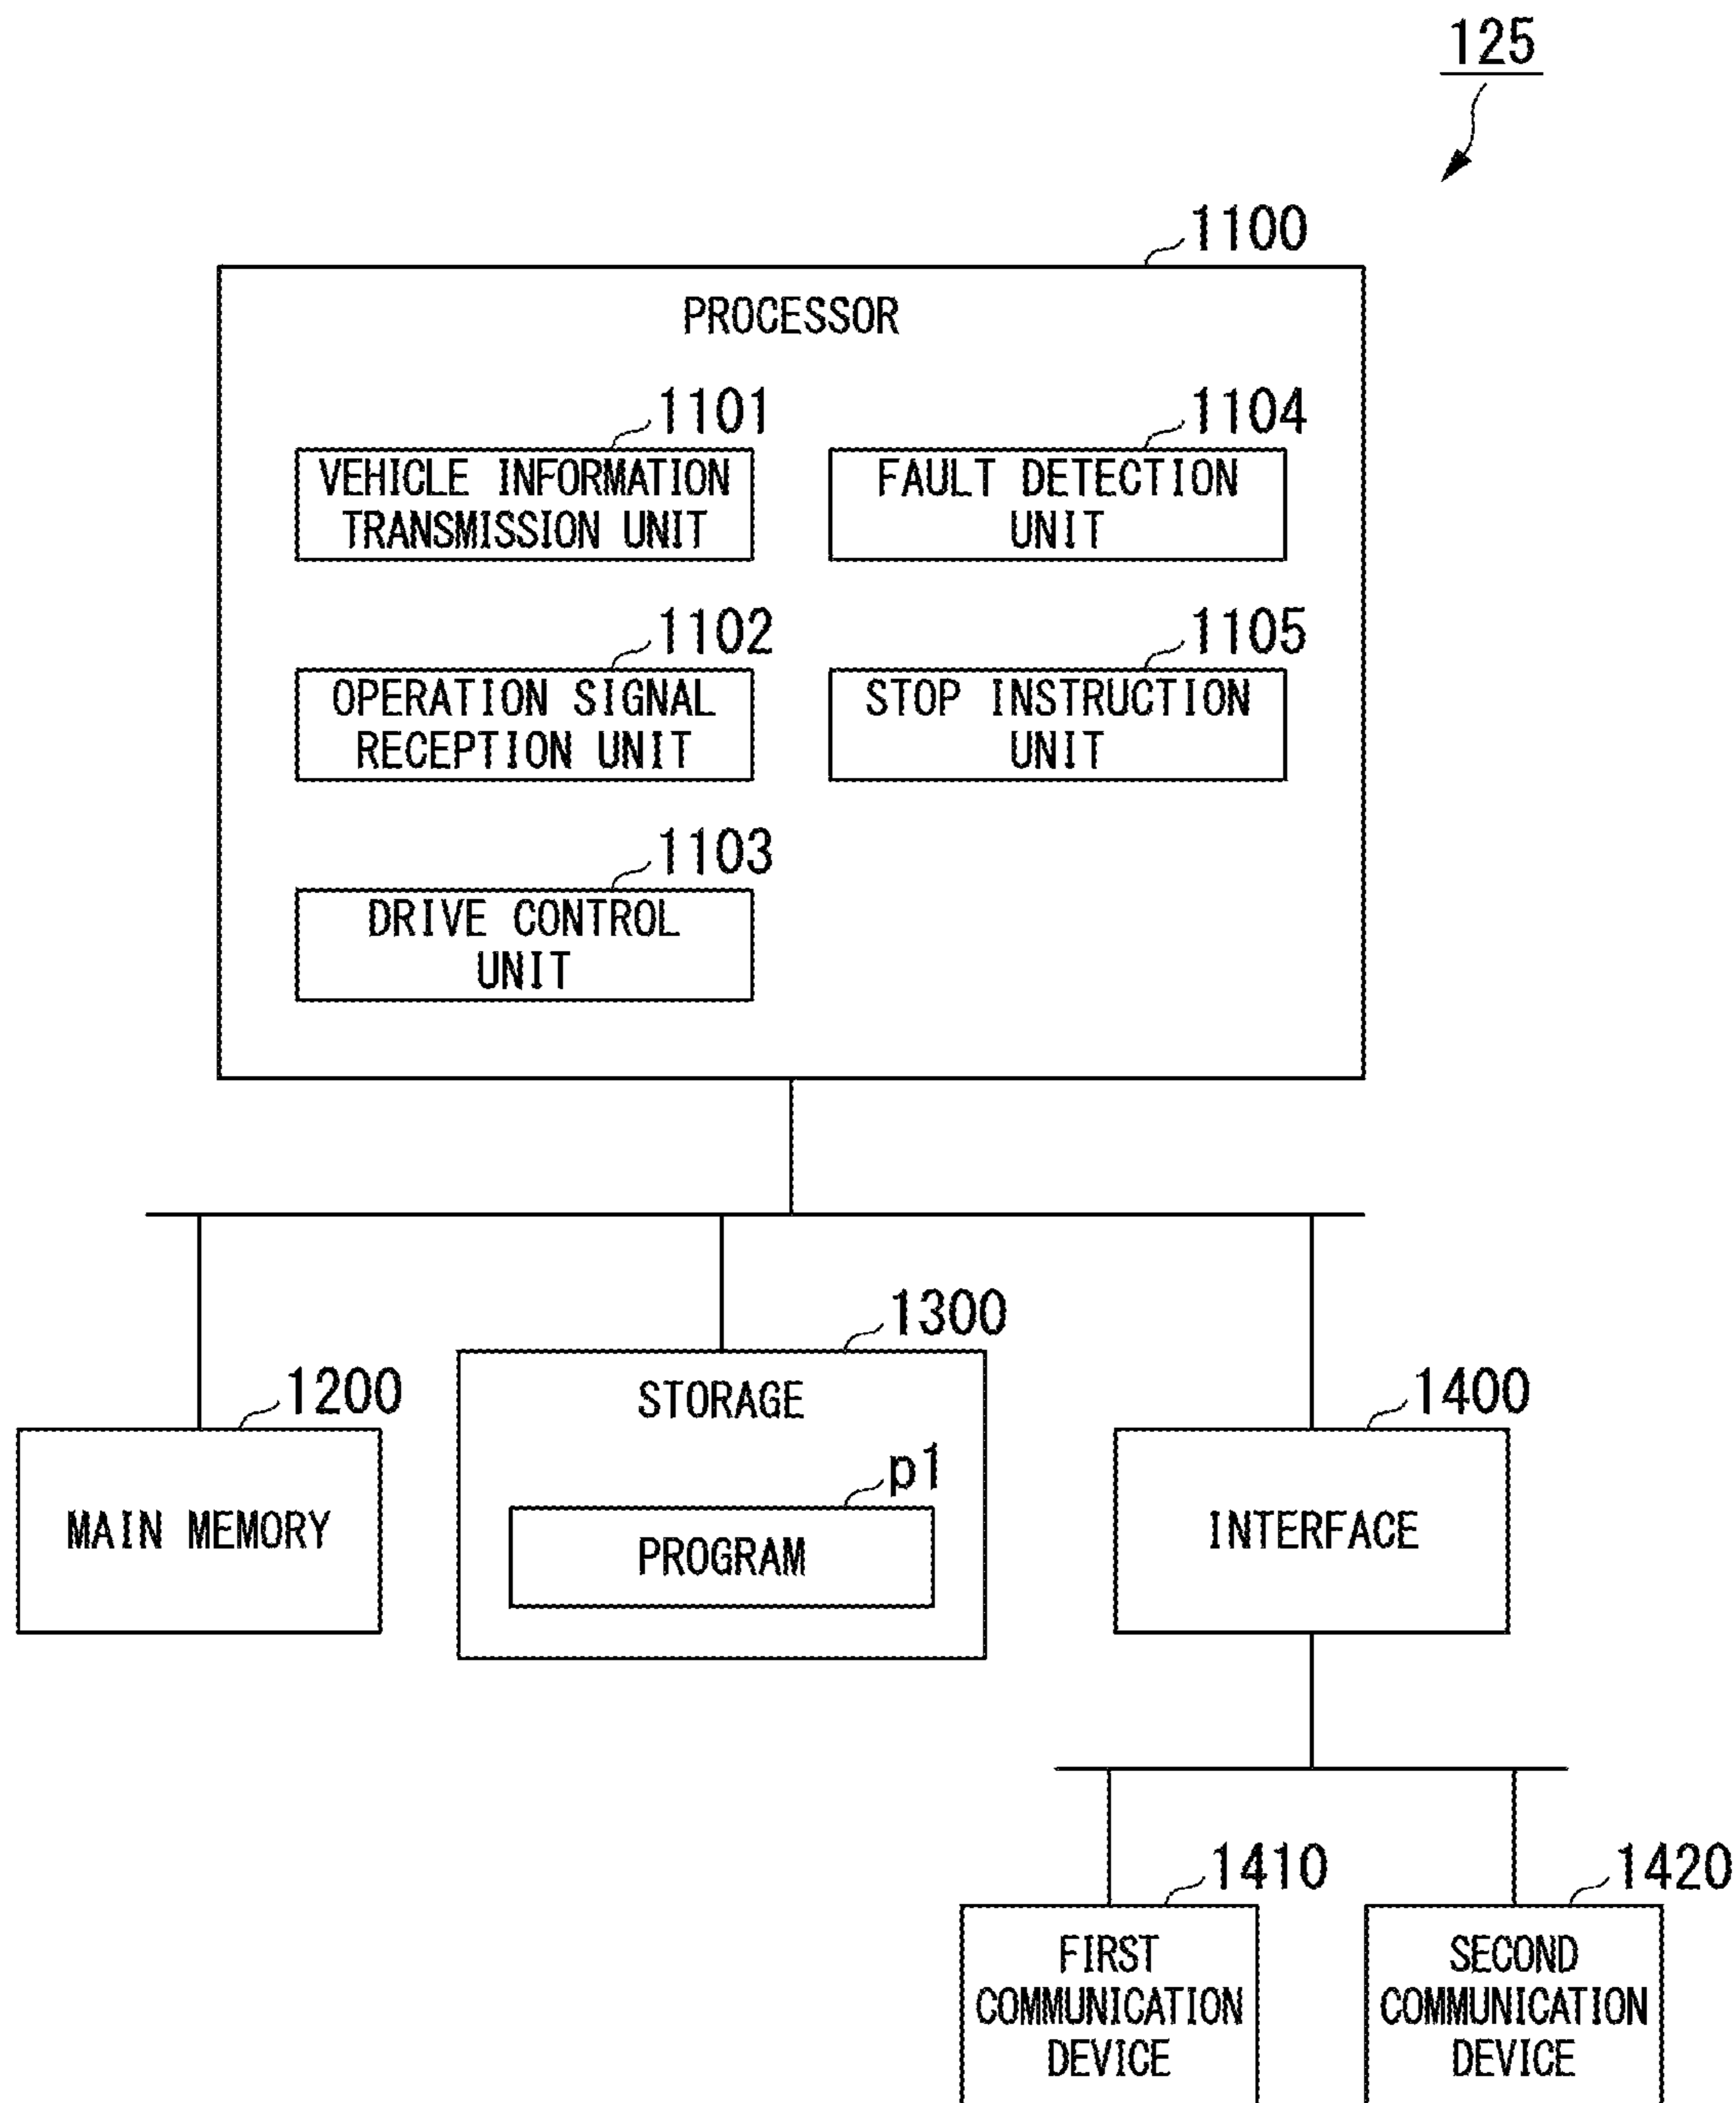 125
1100
PROCESSOR
1101
VEHICLE INFORMATION
TRANSMISSION UNIT
1104
FAULT DETECTION
UNIT
1102
OPERATION SIGNAL
RECEPTION UNIT
1105
STOP INSTRUCTION
UNIT
1103
DRIVE CONTROL
UNIT
1200
MAIN MEMORY
1300
STORAGE
p1
PROGRAM
1400
INTERFACE
1410
FIRST
COMMUNICATION
DEVICE
1420
SECOND
COMMUNICATION
DEVICE